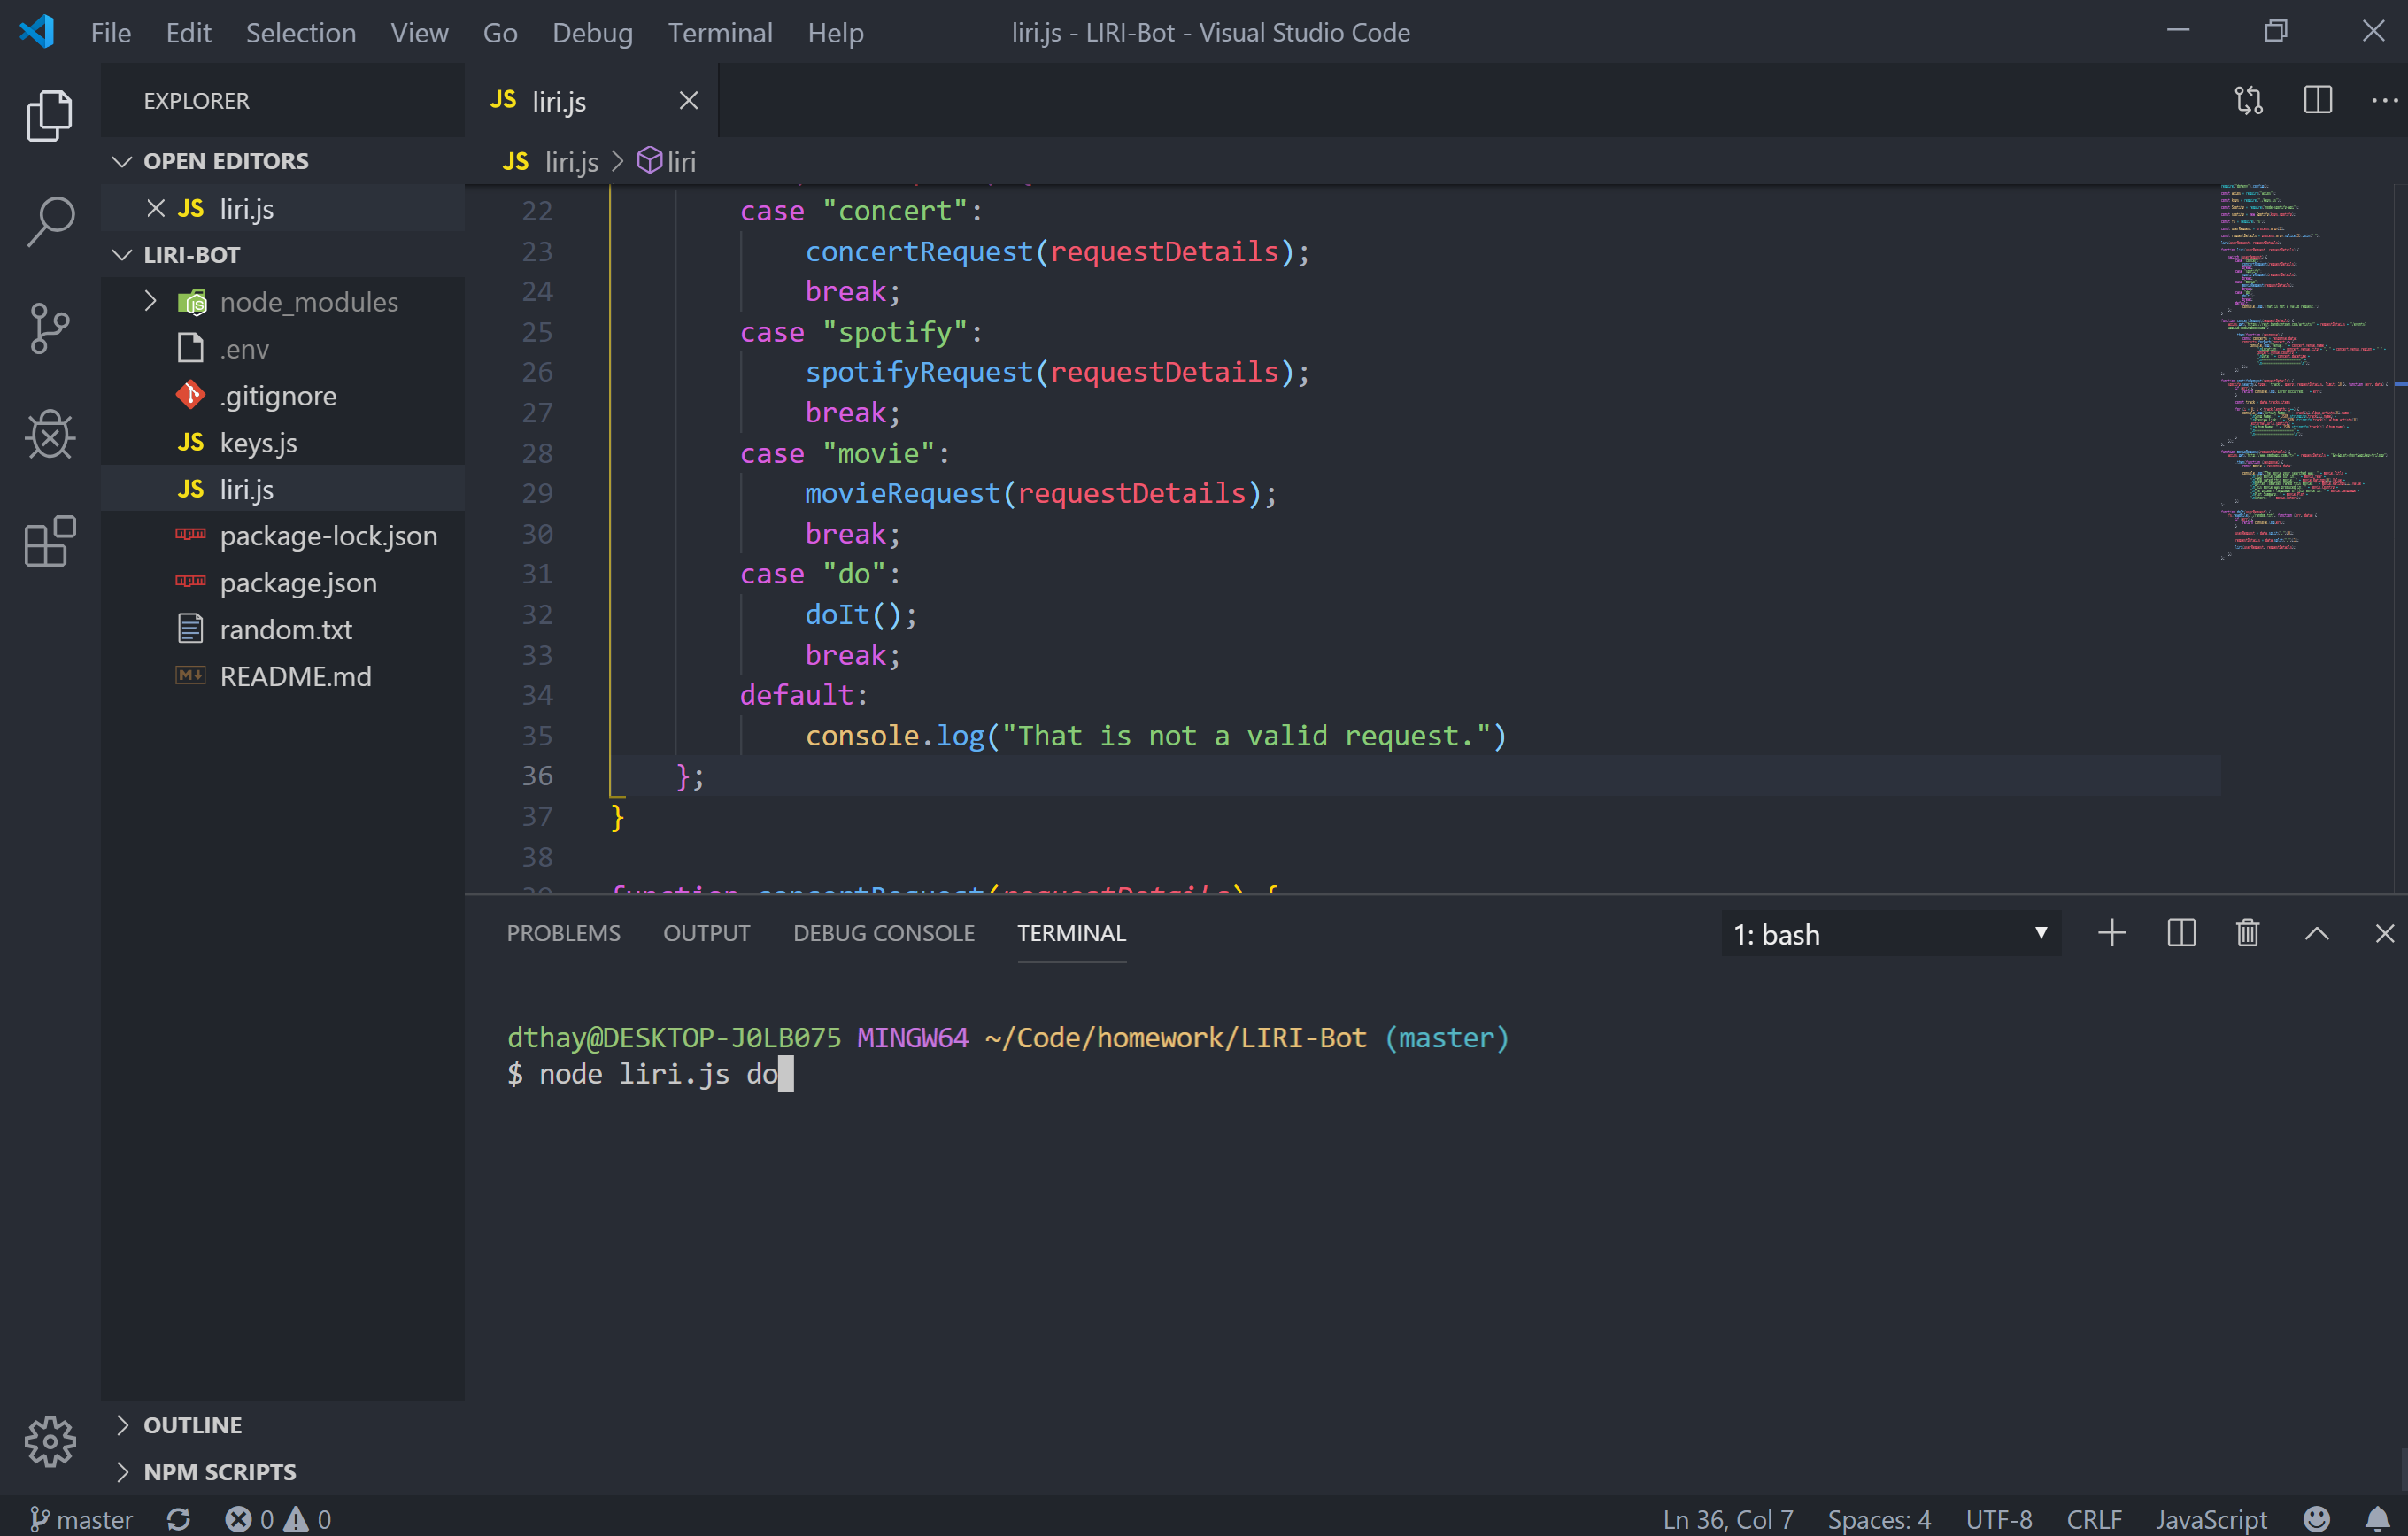 File Edit Selection View Go Debug Terminal Help liri.js - LIRI-Bot - Visual Studio Code
EXPLORER
OPEN EDITORS
JS liri.js
LIRI-BOT
node_modules
.env
.gitignore
JS keys.js
JS liri.js
package-lock.json
package.json
random.txt
README.md
OUTLINE
NPM SCRIPTS
JS liri.js
JS liri.js > liri
22 case "concert":
23 concertRequest(requestDetails);
24 break;
25 case "spotify":
26 spotifyRequest(requestDetails);
27 break;
28 case "movie":
29 movieRequest(requestDetails);
30 break;
31 case "do":
32 doIt();
33 break;
34 default:
35 console.log("That is not a valid request.")
36 };
37 }
38
39 function concertRequest(requestDetails) {
PROBLEMS OUTPUT DEBUG CONSOLE TERMINAL 1: bash
dthay@DESKTOP-J0LB075 MINGW64 ~/Code/homework/LIRI-Bot (master)
$ node liri.js do
master 0 0 Ln 36, Col 7 Spaces: 4 UTF-8 CRLF JavaScript